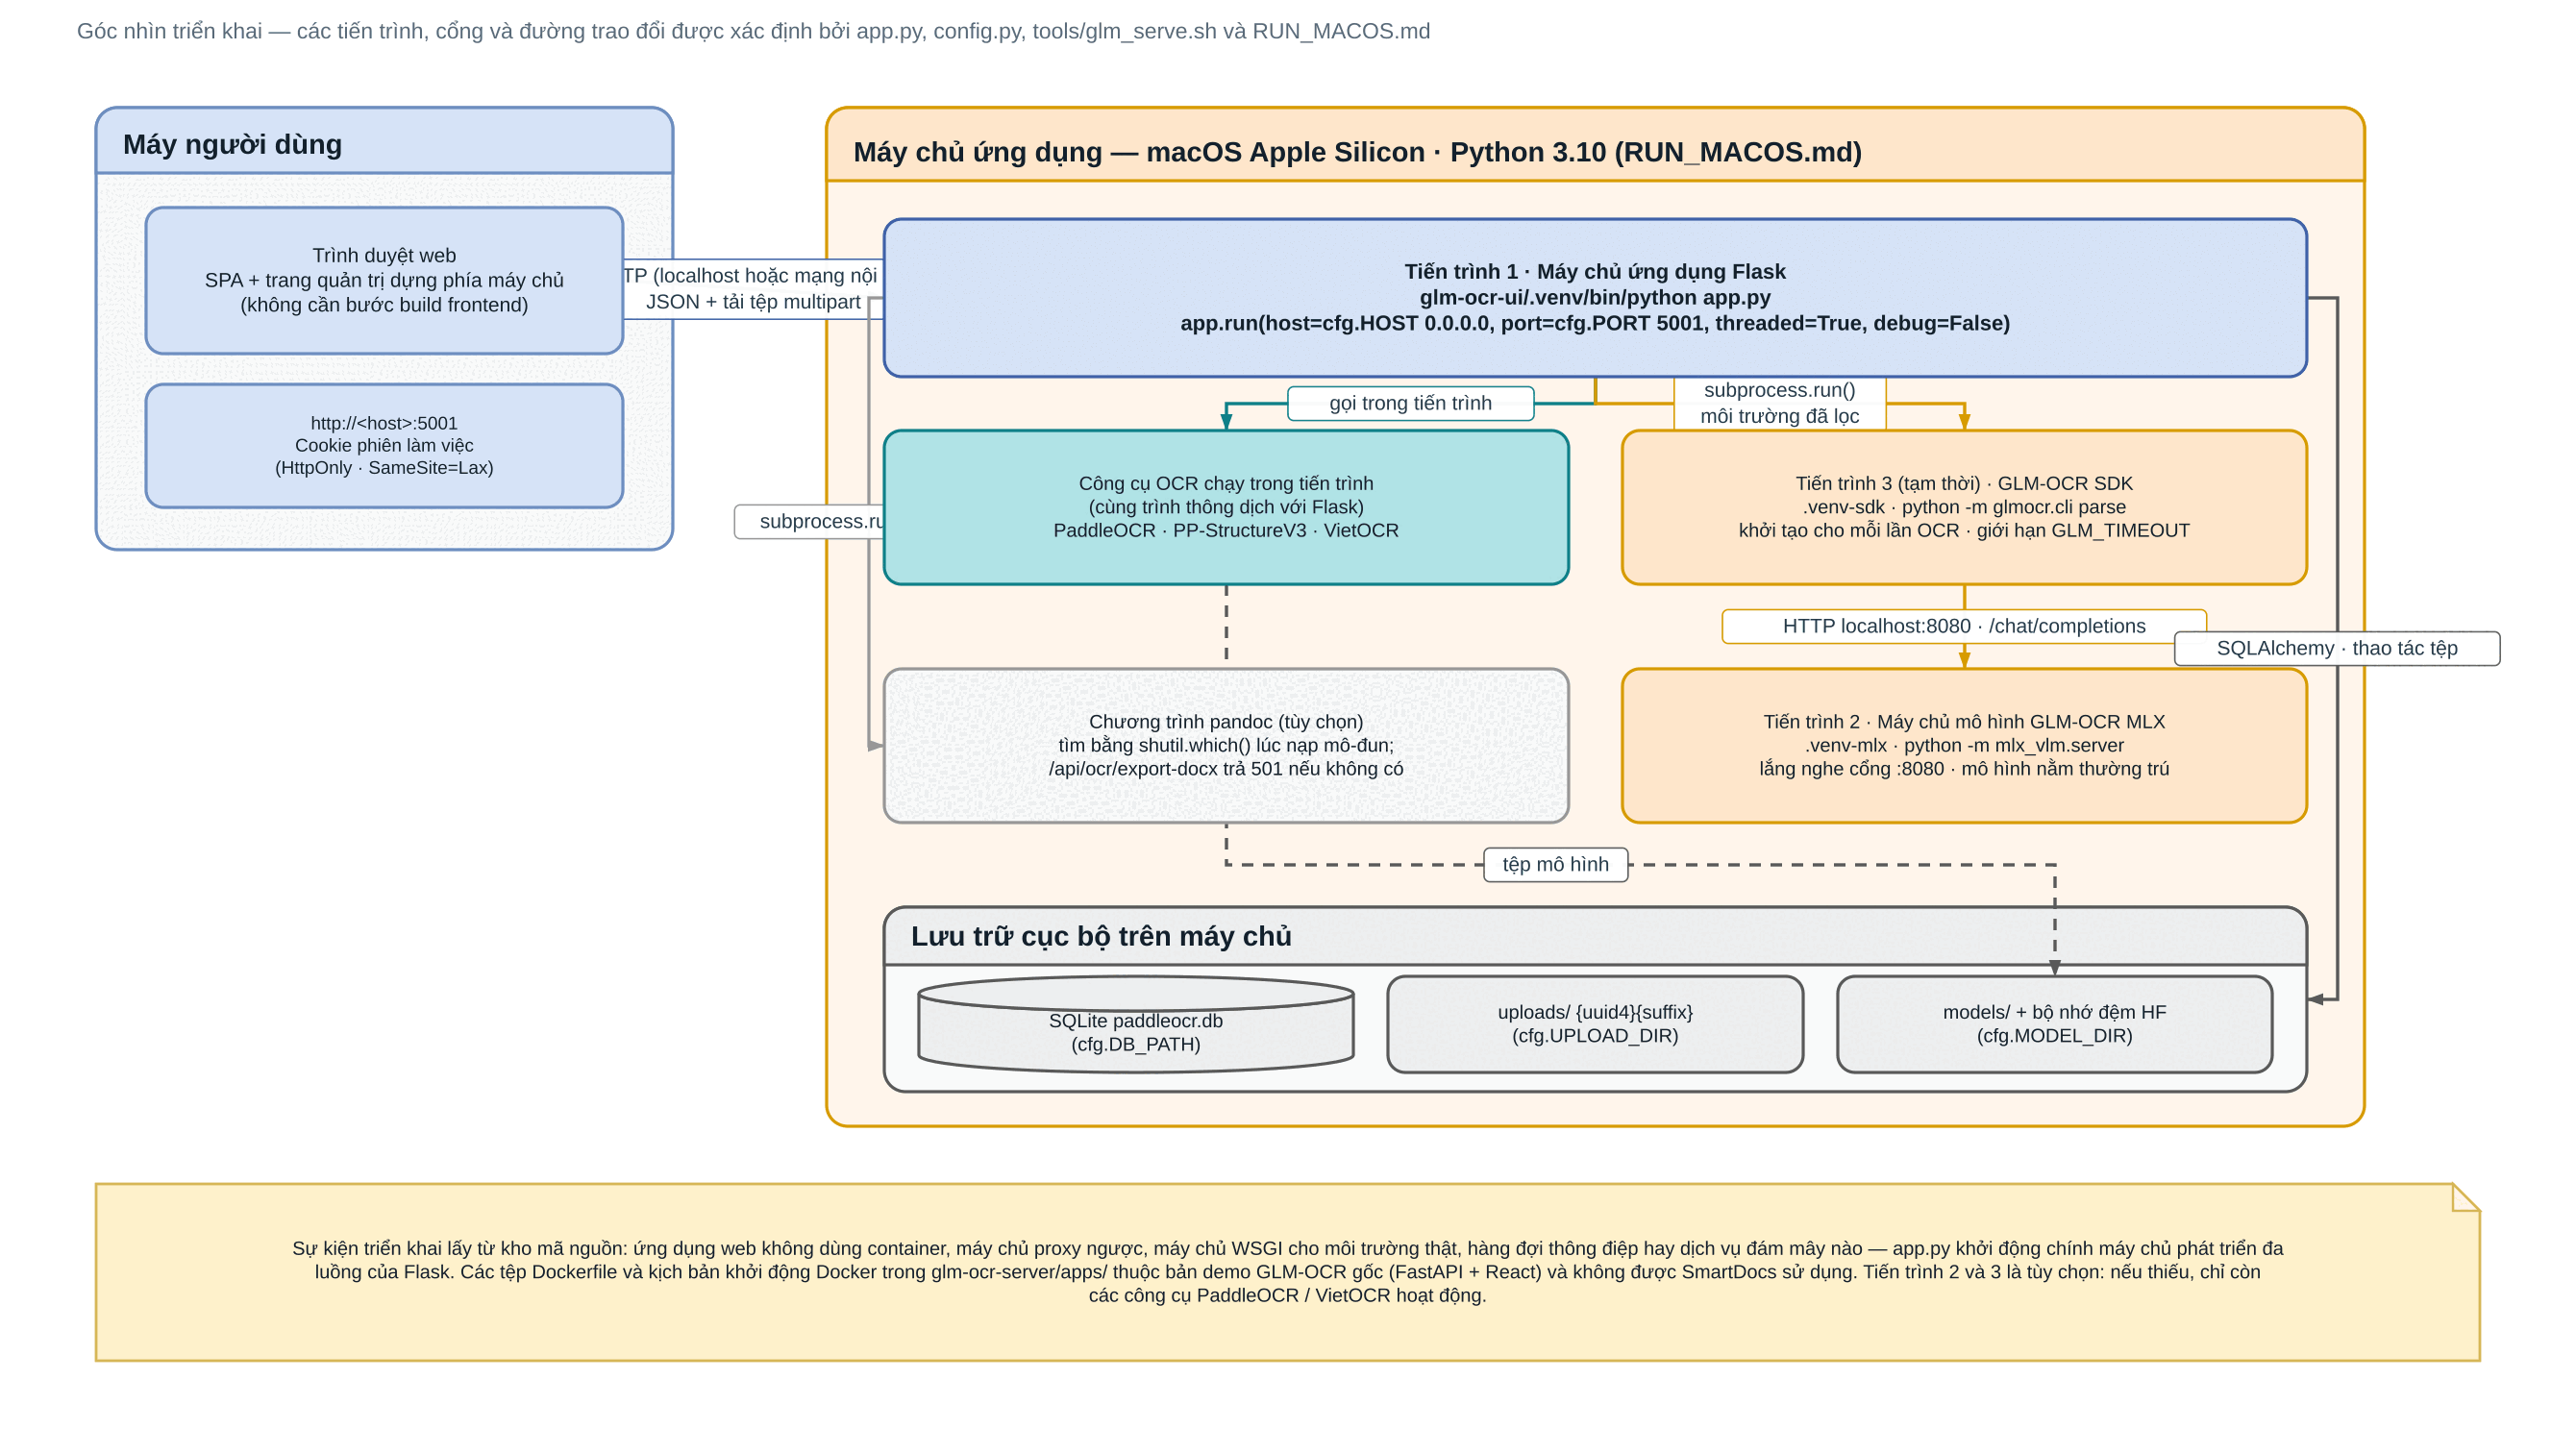 Góc nhìn triển khai — các tiến trình, cổng và đường trao đổi được xác định bởi app.py, config.py, tools/glm_serve.sh và RUN_MACOS.md
Máy người dùng
Trình duyệt web
SPA + trang quản trị dựng phía máy chủ
(không cần bước build frontend)
http://<host>:5001
Cookie phiên làm việc
(HttpOnly · SameSite=Lax)
TP (localhost hoặc mạng nội
JSON + tải tệp multipart
Máy chủ ứng dụng — macOS Apple Silicon · Python 3.10 (RUN_MACOS.md)
Tiến trình 1 · Máy chủ ứng dụng Flask
glm-ocr-ui/.venv/bin/python app.py
app.run(host=cfg.HOST 0.0.0.0, port=cfg.PORT 5001, threaded=True, debug=False)
gọi trong tiến trình
subprocess.run()
môi trường đã lọc
subprocess.ru
Công cụ OCR chạy trong tiến trình
(cùng trình thông dịch với Flask)
PaddleOCR · PP-StructureV3 · VietOCR
Tiến trình 3 (tạm thời) · GLM-OCR SDK
.venv-sdk · python -m glmocr.cli parse
khởi tạo cho mỗi lần OCR · giới hạn GLM_TIMEOUT
HTTP localhost:8080 · /chat/completions
SQLAlchemy · thao tác tệp
Chương trình pandoc (tùy chọn)
tìm bằng shutil.which() lúc nạp mô-đun;
/api/ocr/export-docx trả 501 nếu không có
Tiến trình 2 · Máy chủ mô hình GLM-OCR MLX
.venv-mlx · python -m mlx_vlm.server
lắng nghe cổng :8080 · mô hình nằm thường trú
tệp mô hình
Lưu trữ cục bộ trên máy chủ
SQLite paddleocr.db
(cfg.DB_PATH)
uploads/ {uuid4}{suffix}
(cfg.UPLOAD_DIR)
models/ + bộ nhớ đệm HF
(cfg.MODEL_DIR)
Sự kiện triển khai lấy từ kho mã nguồn: ứng dụng web không dùng container, máy chủ proxy ngược, máy chủ WSGI cho môi trường thật, hàng đợi thông điệp hay dịch vụ đám mây nào — app.py khởi động chính máy chủ phát triển đa
luồng của Flask. Các tệp Dockerfile và kịch bản khởi động Docker trong glm-ocr-server/apps/ thuộc bản demo GLM-OCR gốc (FastAPI + React) và không được SmartDocs sử dụng. Tiến trình 2 và 3 là tùy chọn: nếu thiếu, chỉ còn
các công cụ PaddleOCR / VietOCR hoạt động.